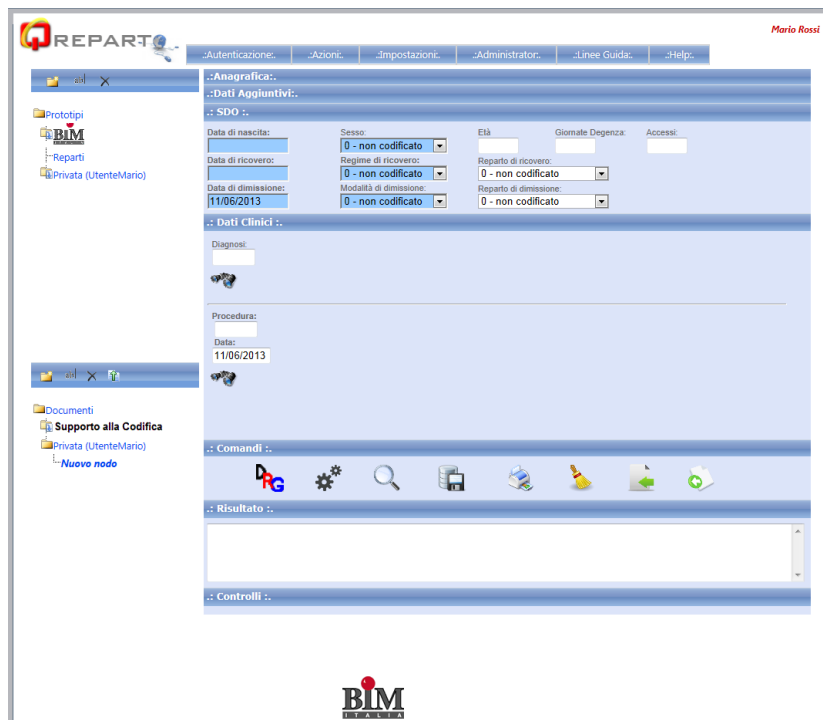 QREPARTO
Mario Rossi
.:Autenticazione:. .:Azioni:. .:Impostazioni:. .:Administrator:. .:Linee Guida:. .:Help:.
ab
Prototipi
BIM
ITALIA
Reparti
Privata (UtenteMario)
.:Anagrafica:.
.:Dati Aggiuntivi:.
.: SDO :.
Data di nascita: Sesso: Età Giornate Degenza: Accessi:
0 - non codificato
Data di ricovero: Regime di ricovero: Reparto di ricovero:
0 - non codificato 0 - non codificato
Data di dimissione: Modalità di dimissione: Reparto di dimissione:
11/06/2013 0 - non codificato 0 - non codificato
.: Dati Clinici :.
Diagnosi:
Procedura:
Data:
11/06/2013
Documenti
Supporto alla Codifica
Privata (UtenteMario)
Nuovo nodo
.: Comandi :.
DRG
.: Risultato :.
.: Controlli :.
BIM
ITALIA